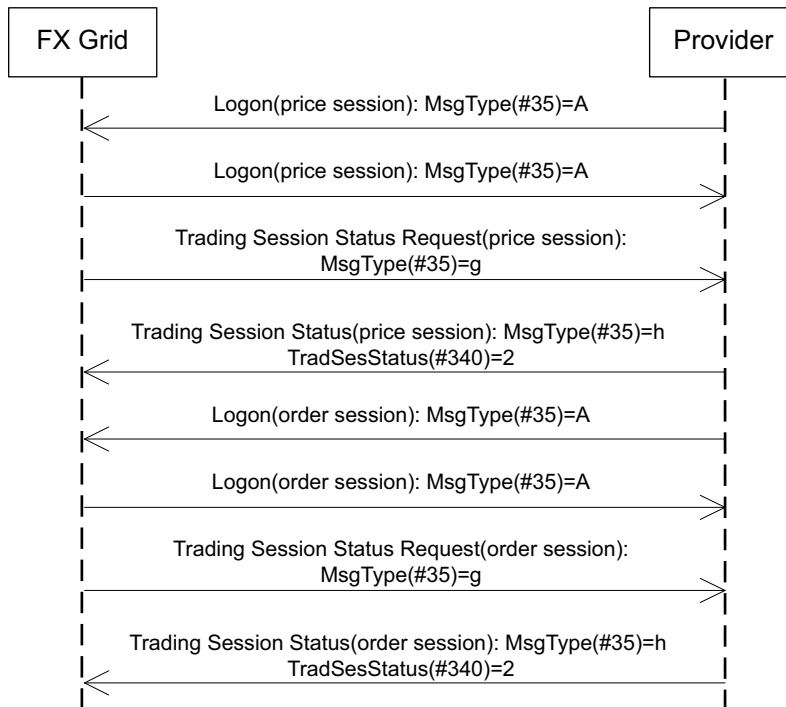 FX Grid
Provider
Logon(price session): MsgType(#35)=A
Logon(price session): MsgType(#35)=A
Trading Session Status Request(price session):
MsgType(#35)=g
Trading Session Status(price session): MsgType(#35)=h
TradSesStatus(#340)=2
Logon(order session): MsgType(#35)=A
Logon(order session): MsgType(#35)=A
Trading Session Status Request(order session):
MsgType(#35)=g
Trading Session Status(order session): MsgType(#35)=h
TradSesStatus(#340)=2